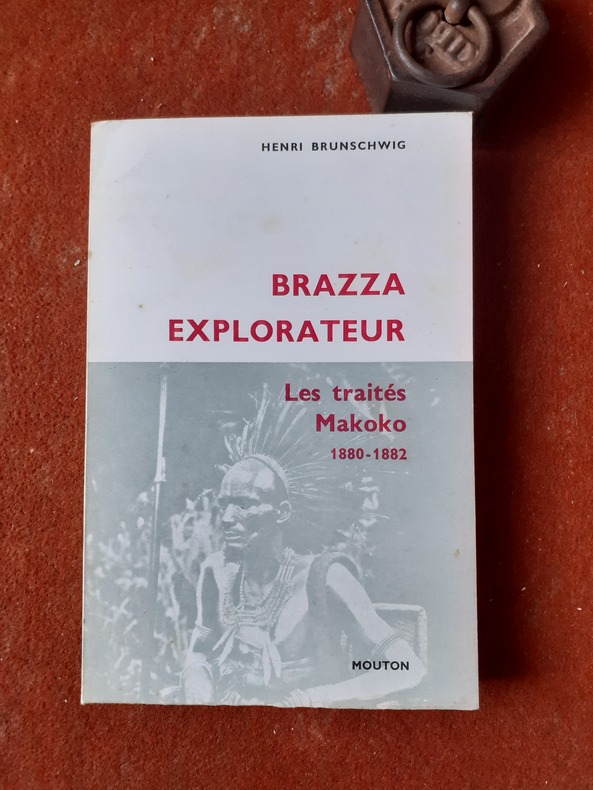 HENRI BRUNSCHWIG
BRAZZA
EXPLORATEUR
Les traités
Makoko
1880-1882
MOUTON